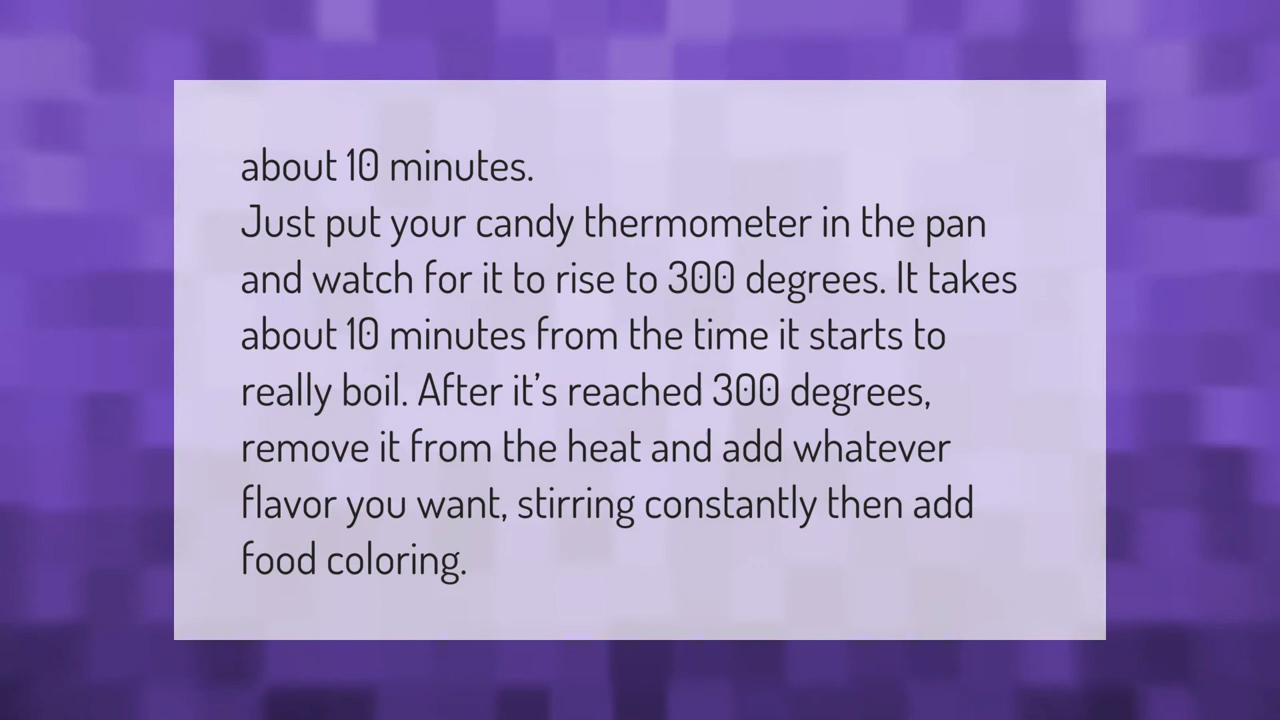 about 10 minutes.
Just put your candy thermometer in the pan
and watch for it to rise to 300 degrees. It takes
about 10 minutes from the time it starts to
really boil. After it’s reached 300 degrees,
remove it from the heat and add whatever
flavor you want, stirring constantly then add
food coloring.